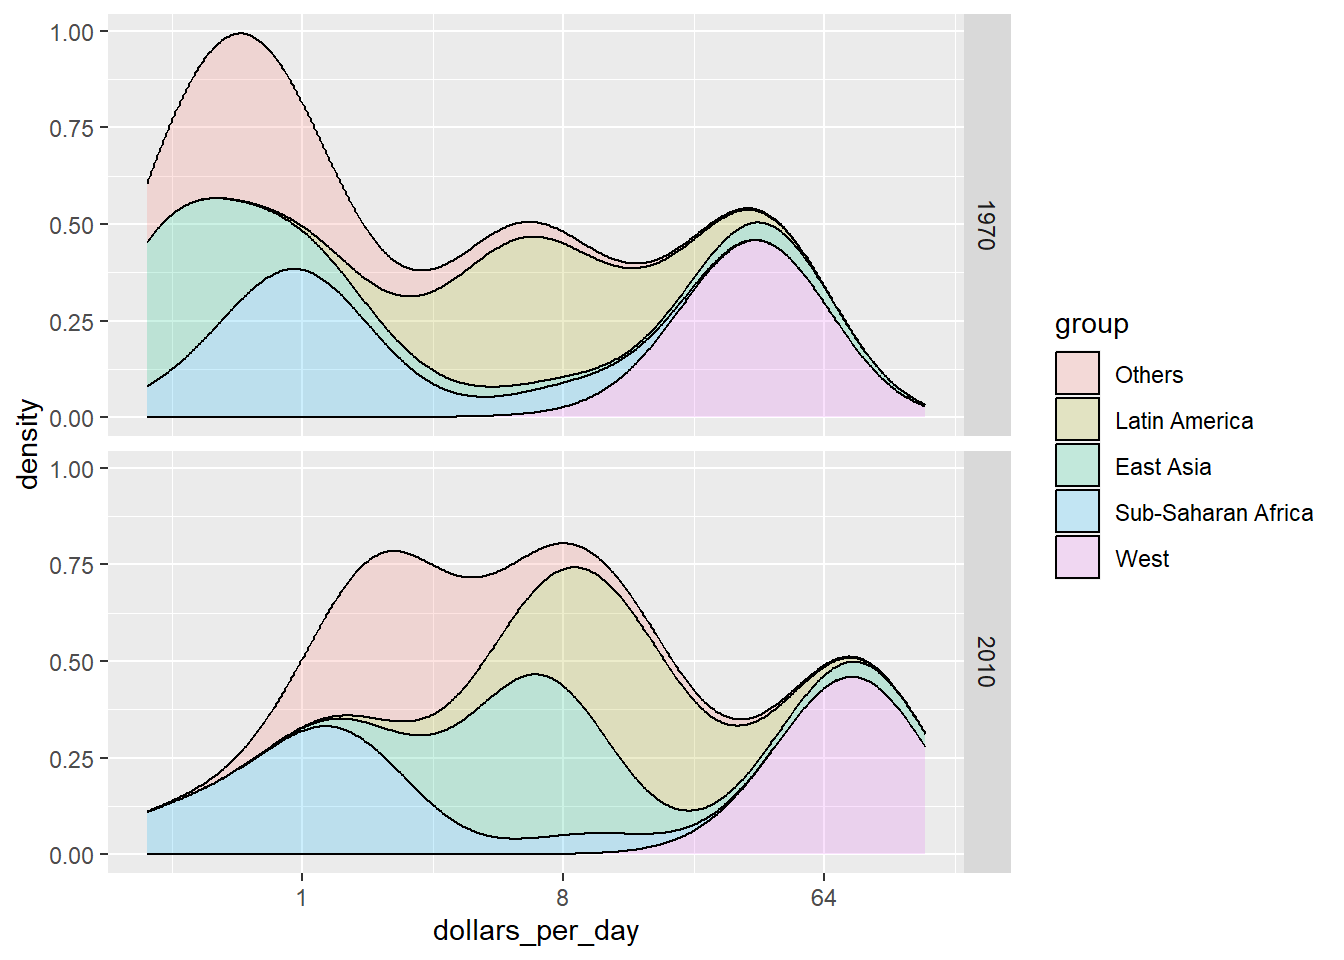 1.00
0.75
0.50
0.25
0.00
1970
1.00
0.75
0.50
0.25
0.00
2010
density
1 8 64
dollars_per_day
group
Others
Latin America
East Asia
Sub-Saharan Africa
West